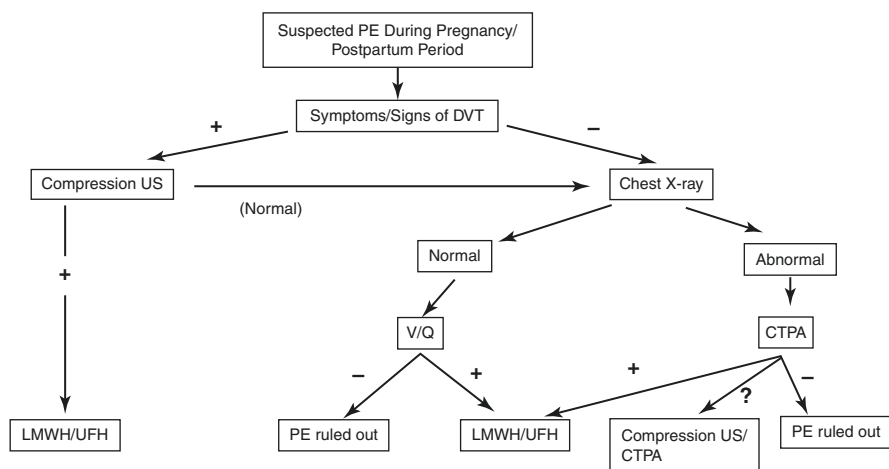 Suspected PE During Pregnancy/
Postpartum Period
Symptoms/Signs of DVT
+
–
Compression US
Chest X-ray
(Normal)
Normal
Abnormal
+
V/Q
CTPA
–
+
+
?
–
LMWH/UFH
PE ruled out
LMWH/UFH
Compression US/
CTPA
PE ruled out